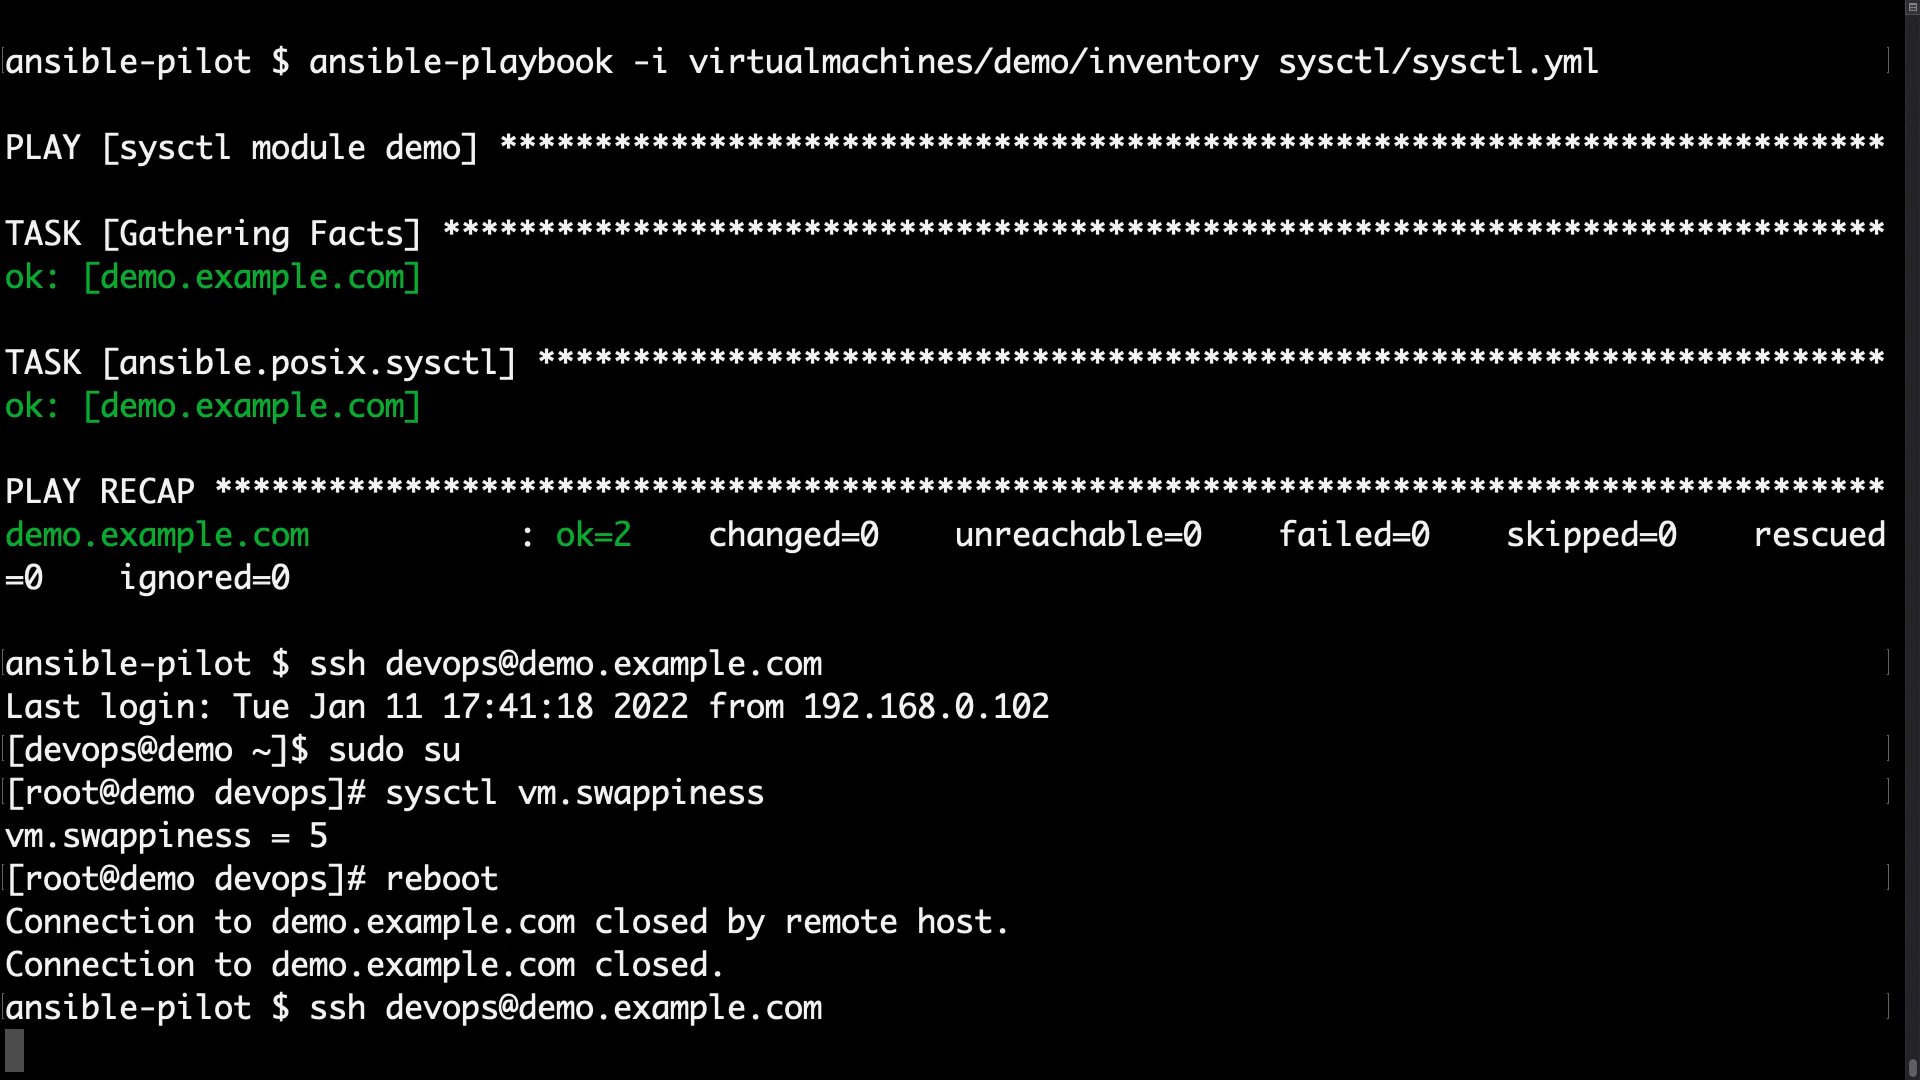 ansible-pilot $ ansible-playbook -i virtualmachines/demo/inventory sysctl/sysctl.yml
PLAY [sysctl module demo] *************************************************************************
TASK [Gathering Facts] ****************************************************************************
ok: [demo.example.com]
TASK [ansible.posix.sysctl] ***********************************************************************
ok: [demo.example.com]
PLAY RECAP ****************************************************************************************
demo.example.com           : ok=2    changed=0    unreachable=0    failed=0    skipped=0    rescued
=0    ignored=0
ansible-pilot $ ssh devops@demo.example.com
Last login: Tue Jan 11 17:41:18 2022 from 192.168.0.102
[devops@demo ~]$ sudo su
[root@demo devops]# sysctl vm.swappiness
vm.swappiness = 5
[root@demo devops]# reboot
Connection to demo.example.com closed by remote host.
Connection to demo.example.com closed.
ansible-pilot $ ssh devops@demo.example.com